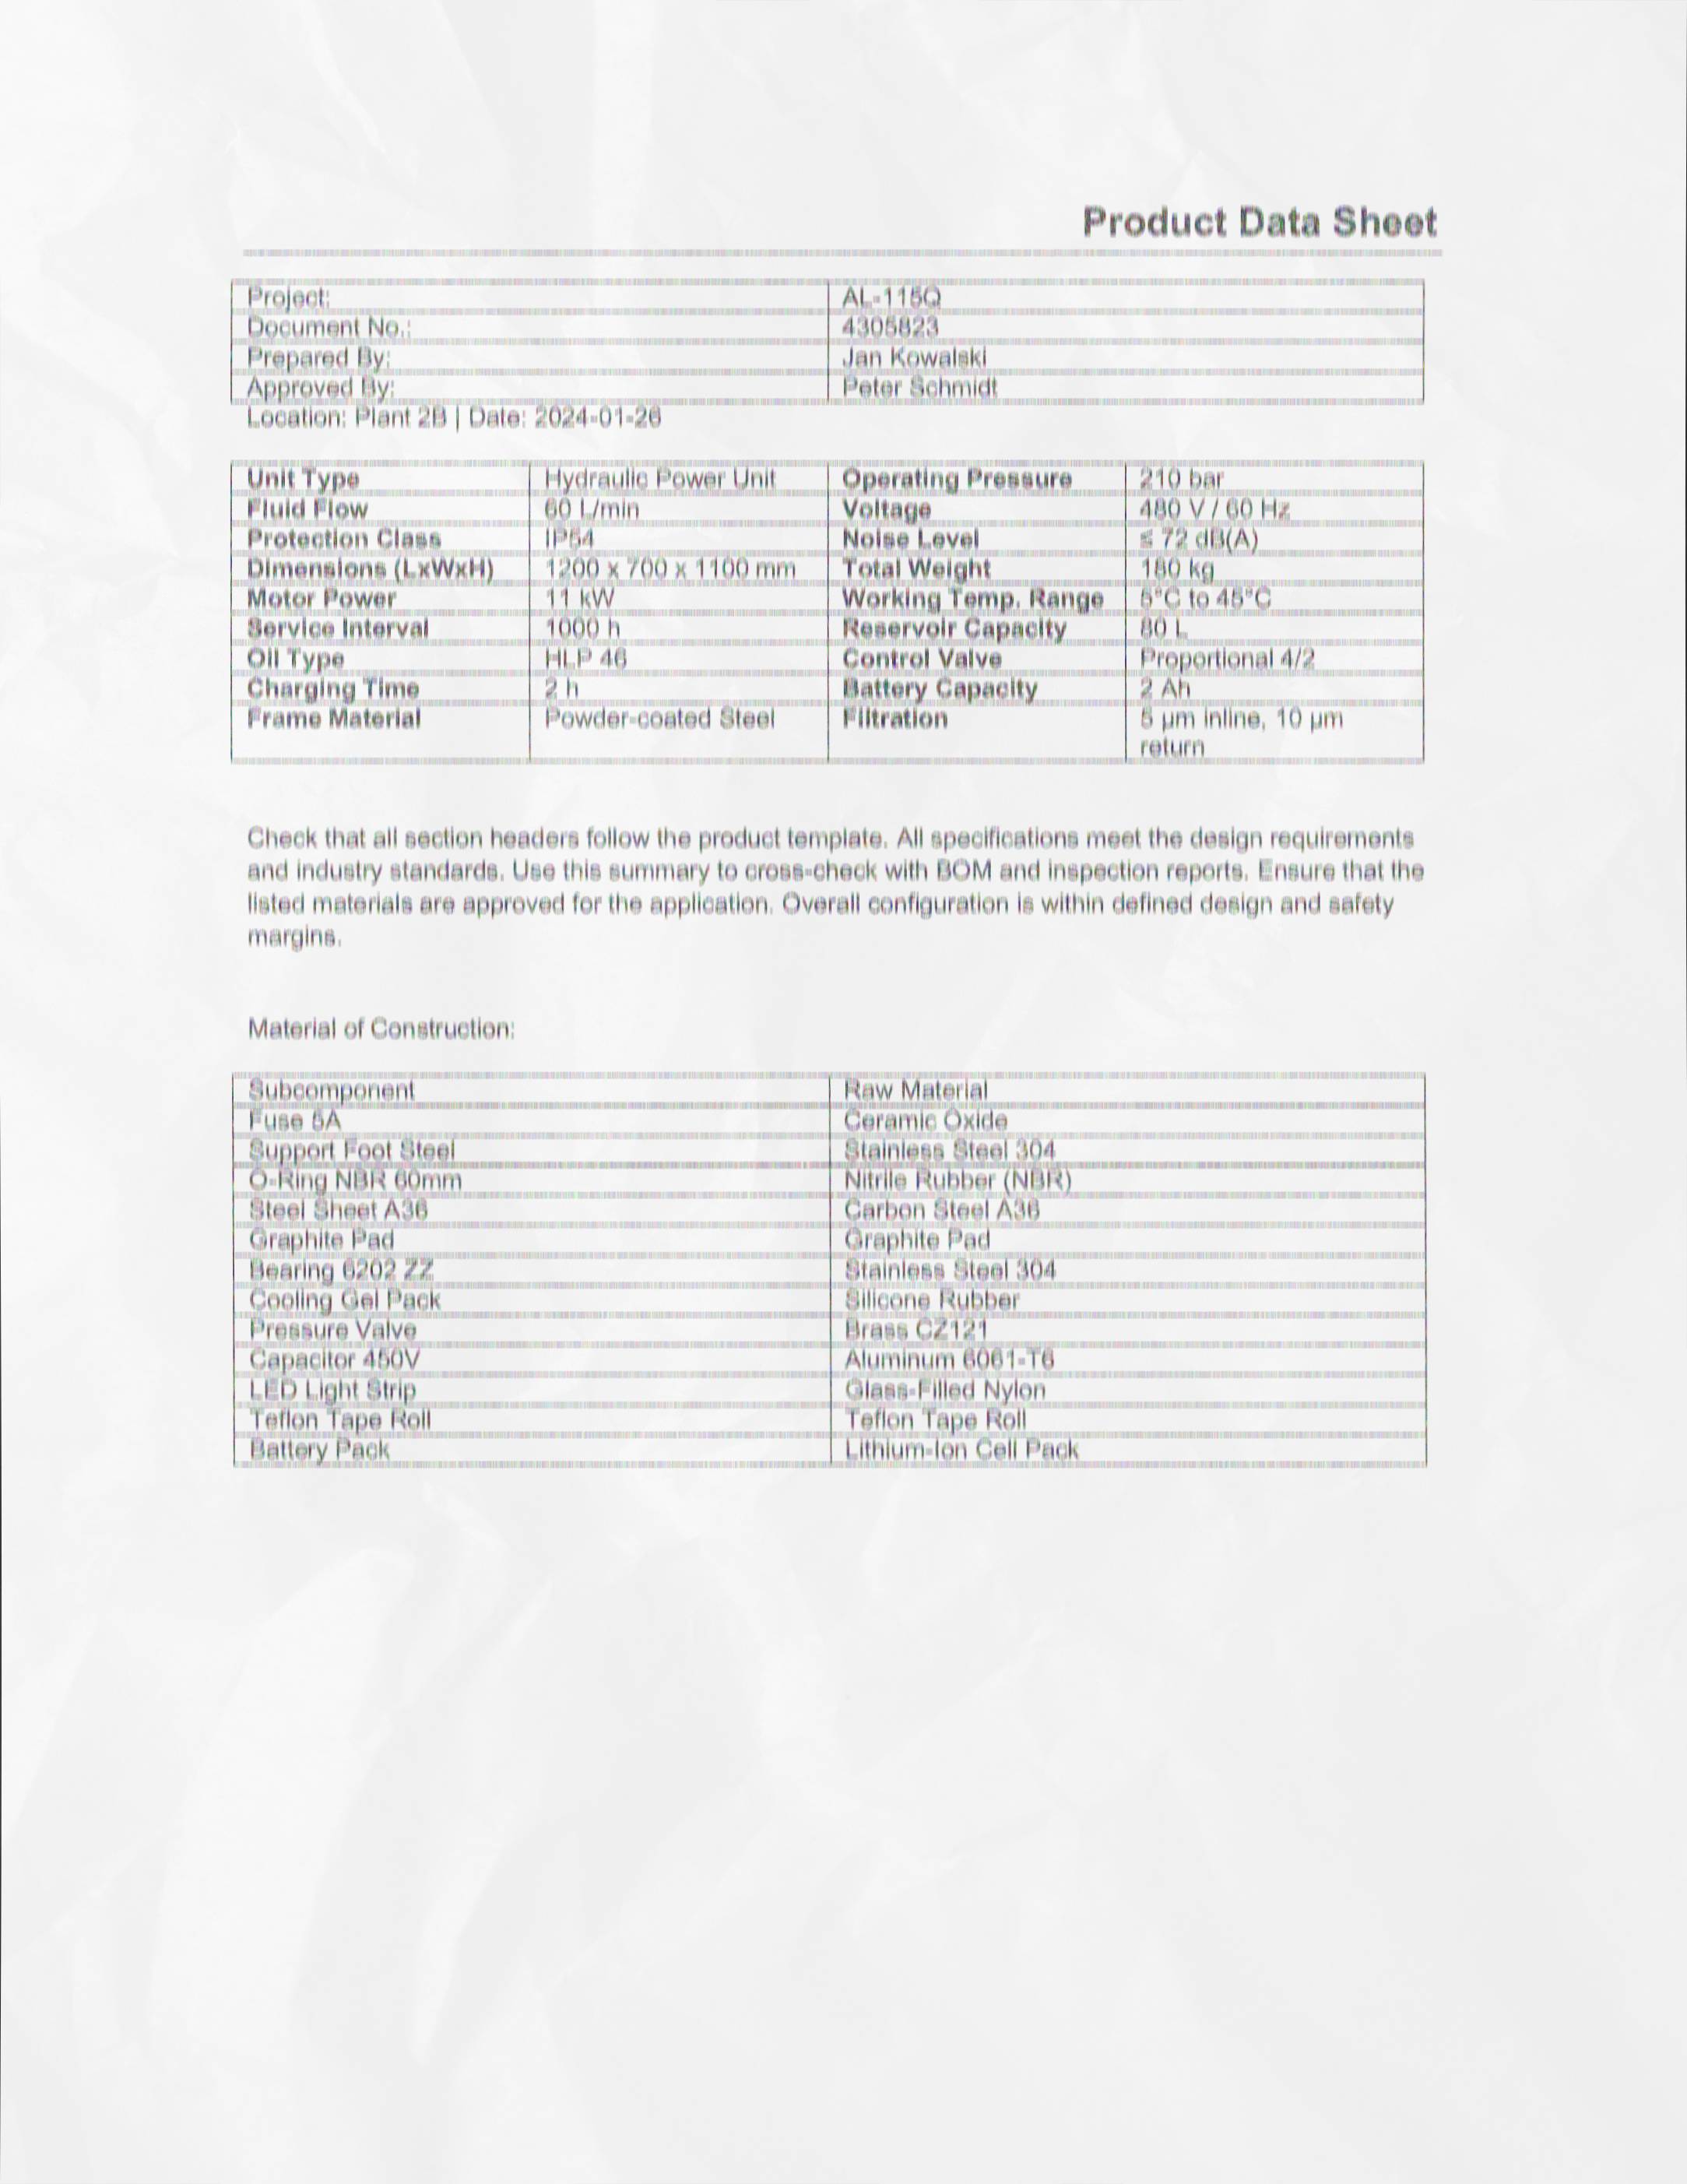 Product Data Sheet
Project: AL-115Q
Document No.: 4305823
Prepared By: Jan Kowalski
Approved By: Peter Schmidt
Location: Plant 2B | Date: 2024-01-26
Unit Type Hydraulic Power Unit Operating Pressure 210 bar
Fluid Flow 60 L/min Voltage 480 V / 60 Hz
Protection Class IP54 Noise Level ≤ 72 dB(A)
Dimensions (LxWxH) 1200 x 700 x 1100 mm Total Weight 180 kg
Motor Power 11 kW Working Temp. Range 5°C to 45°C
Service Interval 1000 h Reservoir Capacity 80 L
Oil Type HLP 46 Control Valve Proportional 4/2
Charging Time 2 h Battery Capacity 2 Ah
Frame Material Powder-coated Steel Filtration 5 µm inline, 10 µm
return
Check that all section headers follow the product template. All specifications meet the design requirements
and industry standards. Use this summary to cross-check with BOM and inspection reports. Ensure that the
listed materials are approved for the application. Overall configuration is within defined design and safety
margins.
Material of Construction:
Subcomponent Raw Material
Fuse 5A Ceramic Oxide
Support Foot Steel Stainless Steel 304
O-Ring NBR 60mm Nitrile Rubber (NBR)
Steel Sheet A36 Carbon Steel A36
Graphite Pad Graphite Pad
Bearing 6202 ZZ Stainless Steel 304
Cooling Gel Pack Silicone Rubber
Pressure Valve Brass CZ121
Capacitor 450V Aluminum 6061-T6
LED Light Strip Glass-Filled Nylon
Teflon Tape Roll Teflon Tape Roll
Battery Pack Lithium-Ion Cell Pack